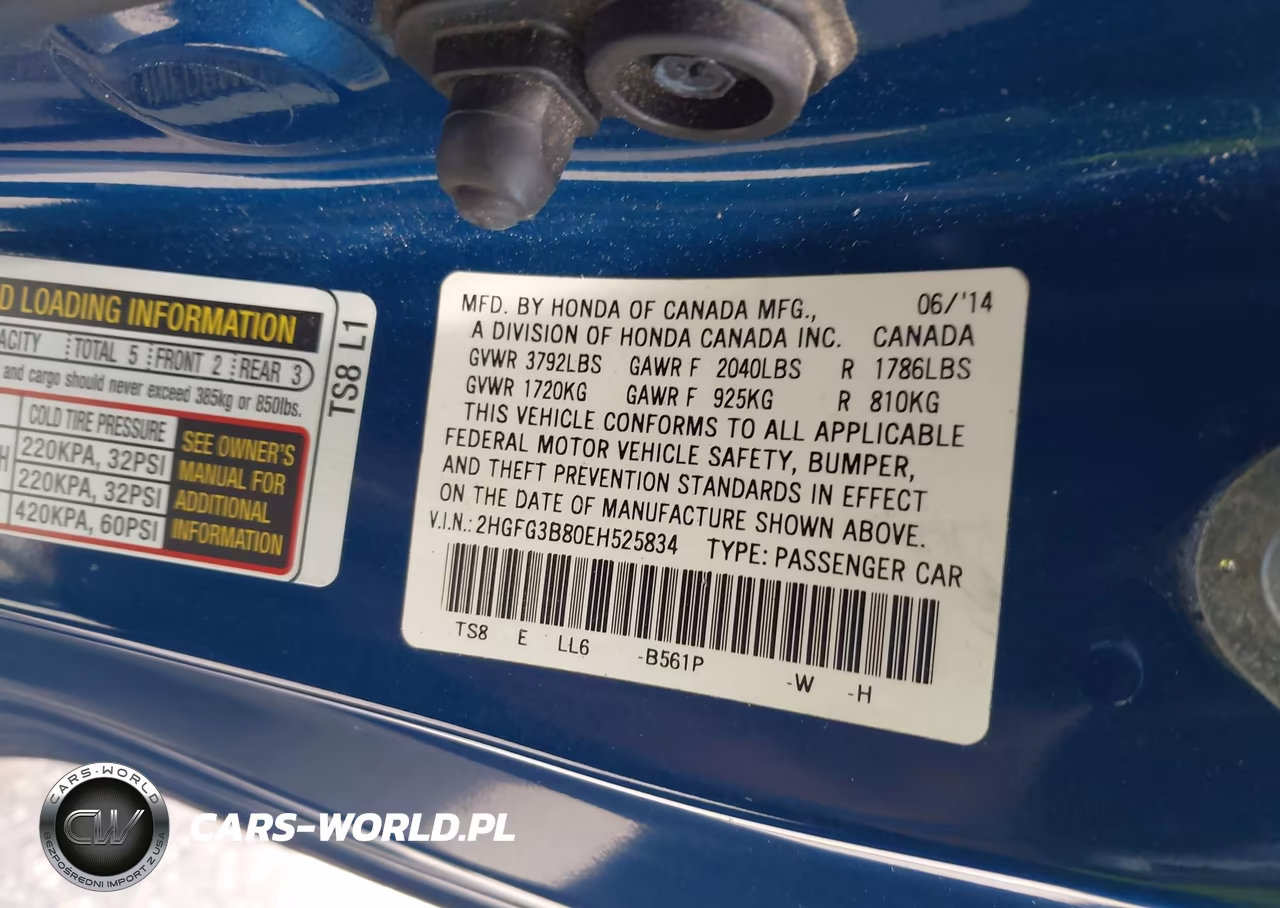 D LOADING INFORMATION
ACITY TOTAL 5 FRONT 2 REAR 3
and cargo should never exceed 385kg or 850lbs.
COLD TIRE PRESSURE
H 220KPA, 32PSI
220KPA, 32PSI
420KPA, 60PSI
SEE OWNER'S
MANUAL FOR
ADDITIONAL
INFORMATION
TS8 L1
MFD. BY HONDA OF CANADA MFG., 06/'14
A DIVISION OF HONDA CANADA INC. CANADA
GVWR 3792LBS GAWR F 2040LBS R 1786LBS
GVWR 1720KG GAWR F 925KG R 810KG
THIS VEHICLE CONFORMS TO ALL APPLICABLE
FEDERAL MOTOR VEHICLE SAFETY, BUMPER,
AND THEFT PREVENTION STANDARDS IN EFFECT
ON THE DATE OF MANUFACTURE SHOWN ABOVE.
V.I.N.: 2HGFG3B80EH525834 TYPE: PASSENGER CAR
TS8 E LL6 -B561P -W -H
CARS-WORLD
CW
BEZPOŚREDNI IMPORT Z USA
CARS-WORLD.PL